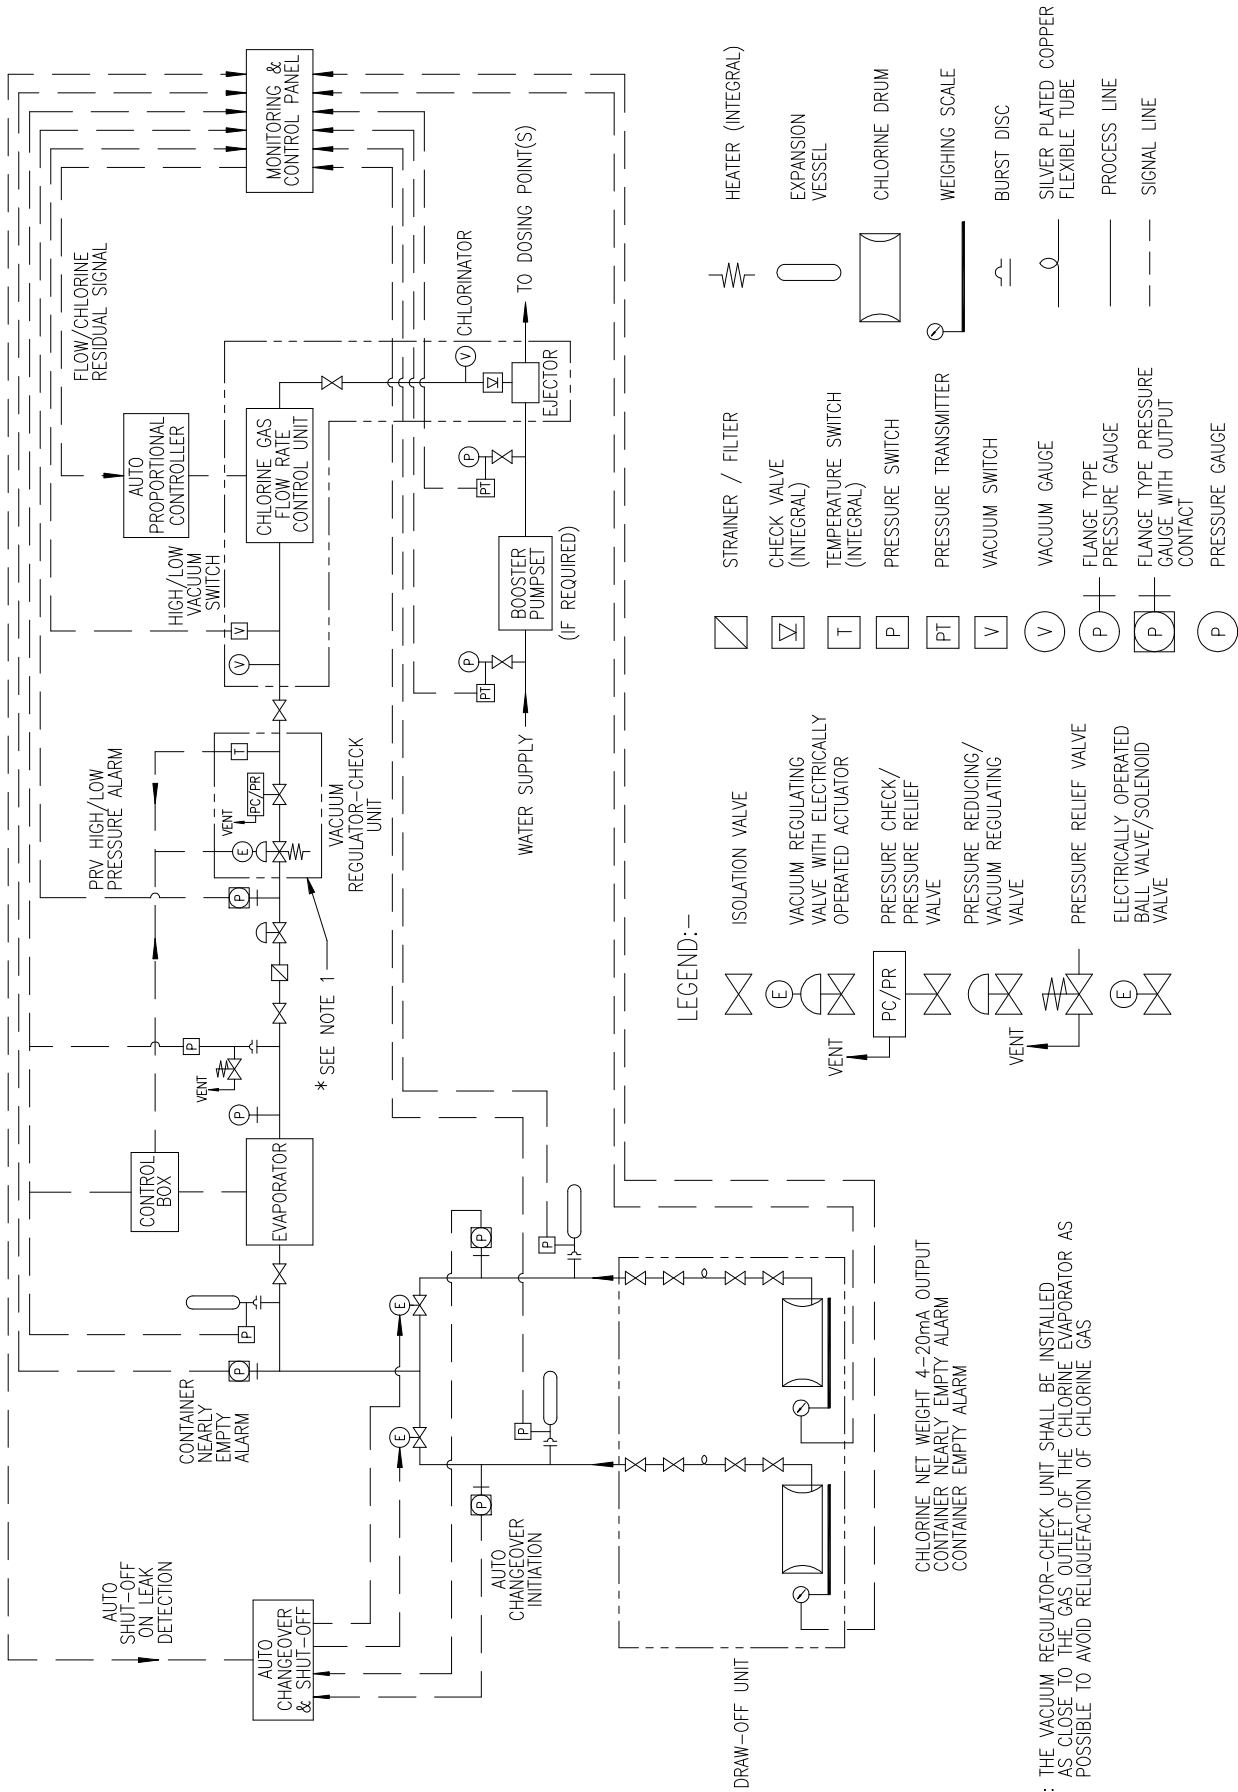 AUTO
SHUT-OFF
ON LEAK
DETECTION
AUTO
CHANGEOVER
& SHUT-OFF
AUTO
CHANGEOVER
INITIATION
CONTAINER
NEARLY
EMPTY
ALARM
P
P
P
P
P
P
E
E
CONTROL
BOX
EVAPORATOR
P
P
VENT
* SEE NOTE 1
PRV HIGH/LOW
PRESSURE ALARM
P
E
VENT
PC/PR
T
VACUUM
REGULATOR-CHECK
UNIT
HIGH/LOW
VACUUM
SWITCH
V
V
AUTO
PROPORTIONAL
CONTROLLER
FLOW/CHLORINE
RESIDUAL SIGNAL
CHLORINE GAS
FLOW RATE
CONTROL UNIT
MONITORING &
CONTROL PANEL
V
CHLORINATOR
EJECTOR
TO DOSING POINT(S)
WATER SUPPLY
PT
P
BOOSTER
PUMPSET
(IF REQUIRED)
PT
P
DRAW-OFF UNIT
CHLORINE NET WEIGHT 4-20mA OUTPUT
CONTAINER NEARLY EMPTY ALARM
CONTAINER EMPTY ALARM
LEGEND:-
ISOLATION VALVE
E
VACUUM REGULATING
VALVE WITH ELECTRICALLY
OPERATED ACTUATOR
VENT
PC/PR
PRESSURE CHECK/
PRESSURE RELIEF
VALVE
PRESSURE REDUCING/
VACUUM REGULATING
VALVE
VENT
PRESSURE RELIEF VALVE
E
ELECTRICALLY OPERATED
BALL VALVE/SOLENOID
VALVE
STRAINER / FILTER
CHECK VALVE
(INTEGRAL)
T
TEMPERATURE SWITCH
(INTEGRAL)
P
PRESSURE SWITCH
PT
PRESSURE TRANSMITTER
V
VACUUM SWITCH
V
VACUUM GAUGE
P
FLANGE TYPE
PRESSURE GAUGE
P
FLANGE TYPE PRESSURE
GAUGE WITH OUTPUT
CONTACT
P
PRESSURE GAUGE
HEATER (INTEGRAL)
EXPANSION
VESSEL
CHLORINE DRUM
WEIGHING SCALE
BURST DISC
SILVER PLATED COPPER
FLEXIBLE TUBE
PROCESS LINE
SIGNAL LINE
: THE VACUUM REGULATOR-CHECK UNIT SHALL BE INSTALLED
AS CLOSE TO THE GAS OUTLET OF THE CHLORINE EVAPORATOR AS
POSSIBLE TO AVOID RELIQUEFACTION OF CHLORINE GAS